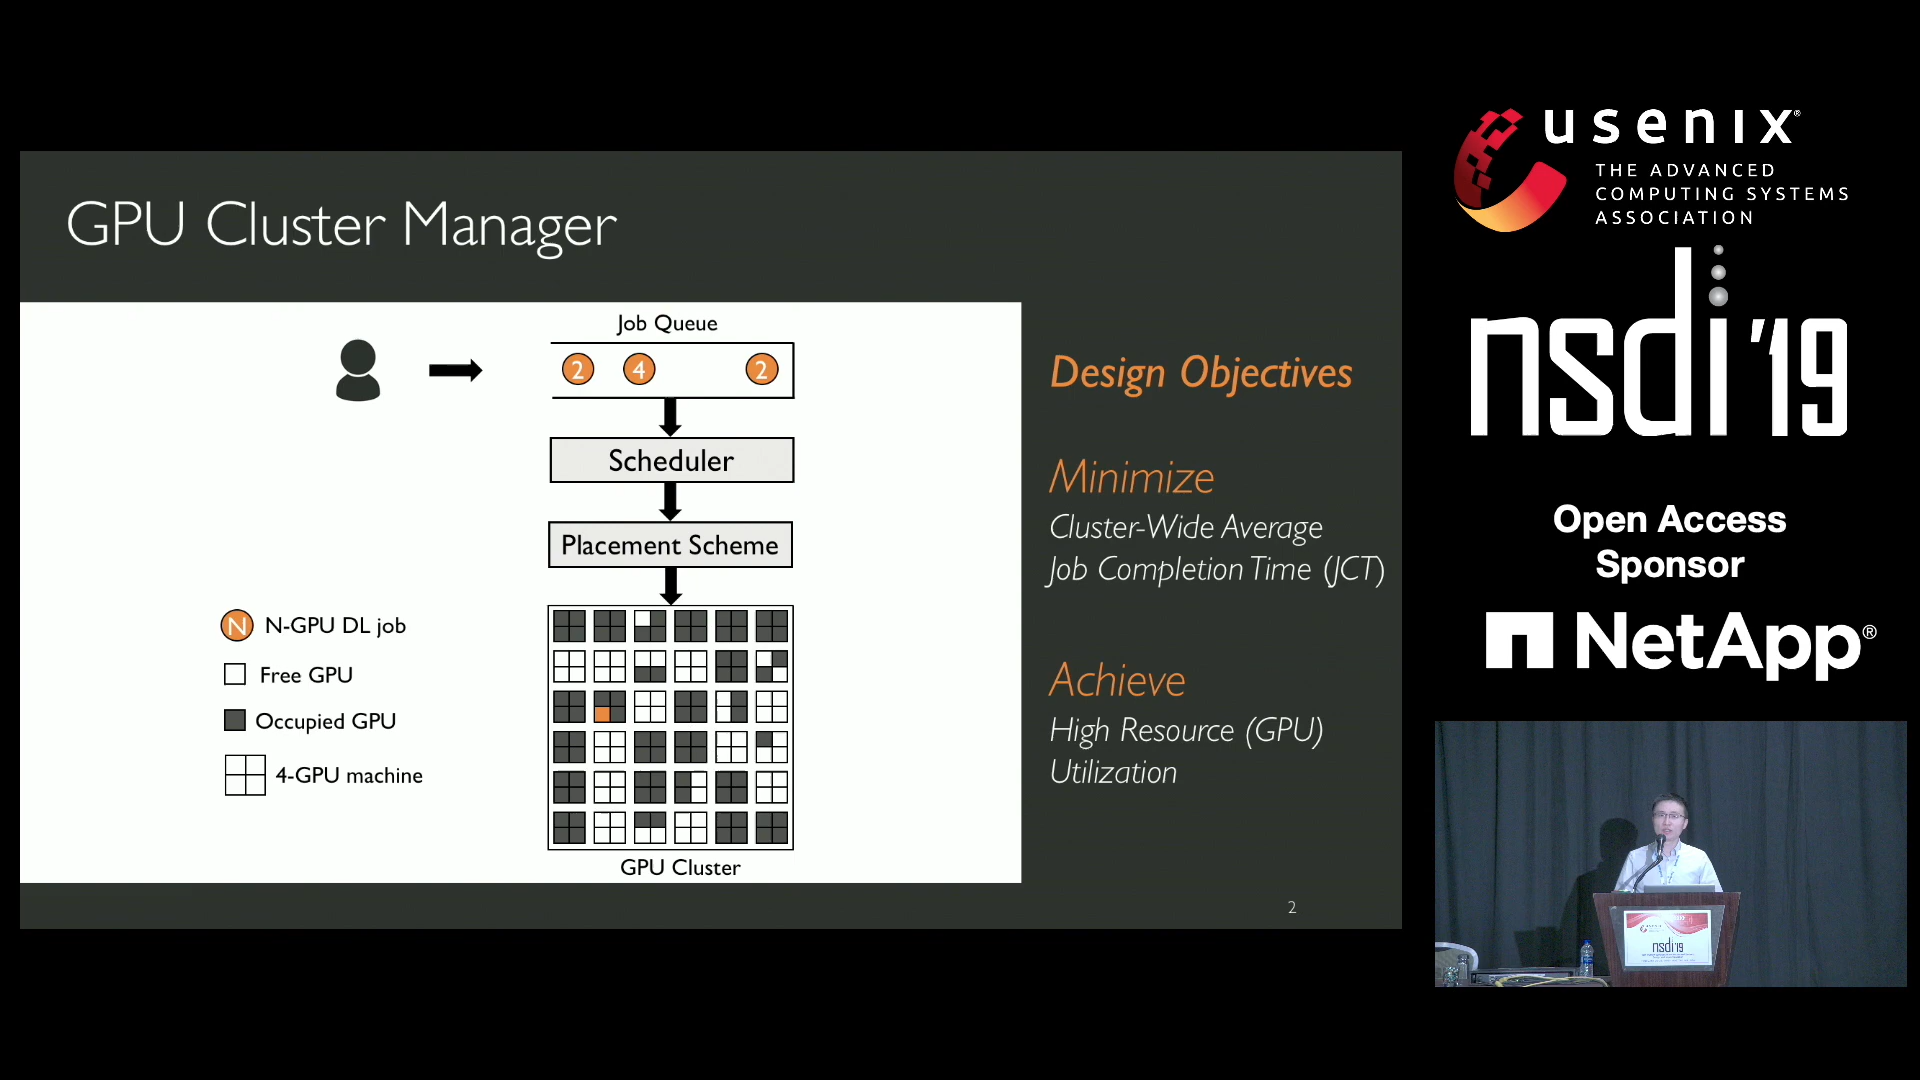 GPU Cluster Manager
Job Queue
2 4 2
Scheduler
Placement Scheme
N N-GPU DL job
Free GPU
Occupied GPU
4-GPU machine
GPU Cluster
Design Objectives
Minimize
Cluster-Wide Average
Job Completion Time (JCT)
Achieve
High Resource (GPU)
Utilization
2
usenix®
THE ADVANCED
COMPUTING SYSTEMS
ASSOCIATION
nsdi '19
Open Access
Sponsor
NetApp®
nsdi'19